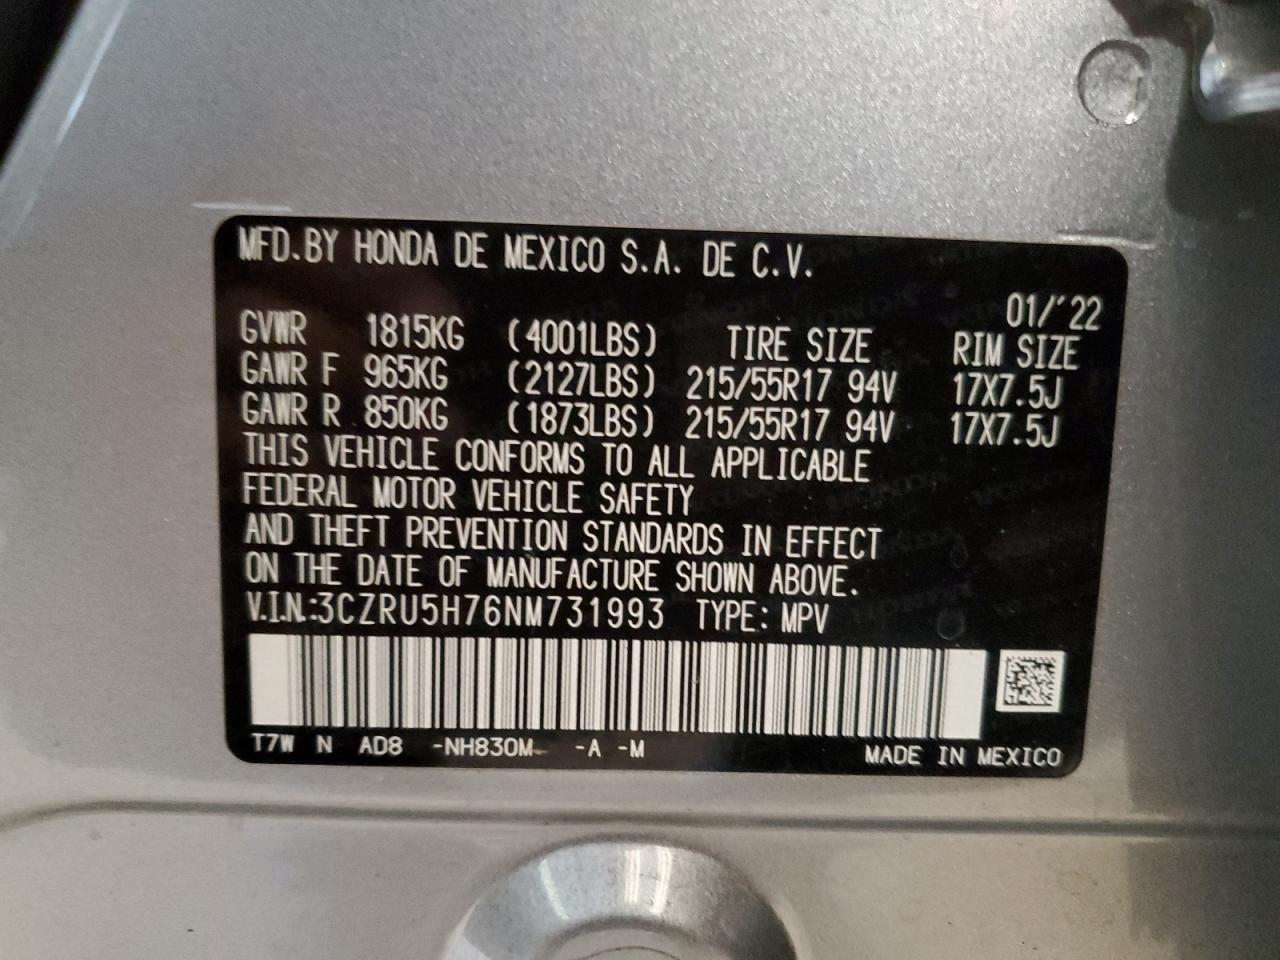 MFD.BY HONDA DE MEXICO S.A. DE C.V.
01/'22
GVWR 1815KG (4001LBS) TIRE SIZE RIM SIZE
GAWR F 965KG (2127LBS) 215/55R17 94V 17X7.5J
GAWR R 850KG (1873LBS) 215/55R17 94V 17X7.5J
THIS VEHICLE CONFORMS TO ALL APPLICABLE
FEDERAL MOTOR VEHICLE SAFETY
AND THEFT PREVENTION STANDARDS IN EFFECT
ON THE DATE OF MANUFACTURE SHOWN ABOVE.
V.I.N.:3CZRU5H76NM731993 TYPE: MPV
T7W N AD8 -NH830M- -A -M MADE IN MEXICO